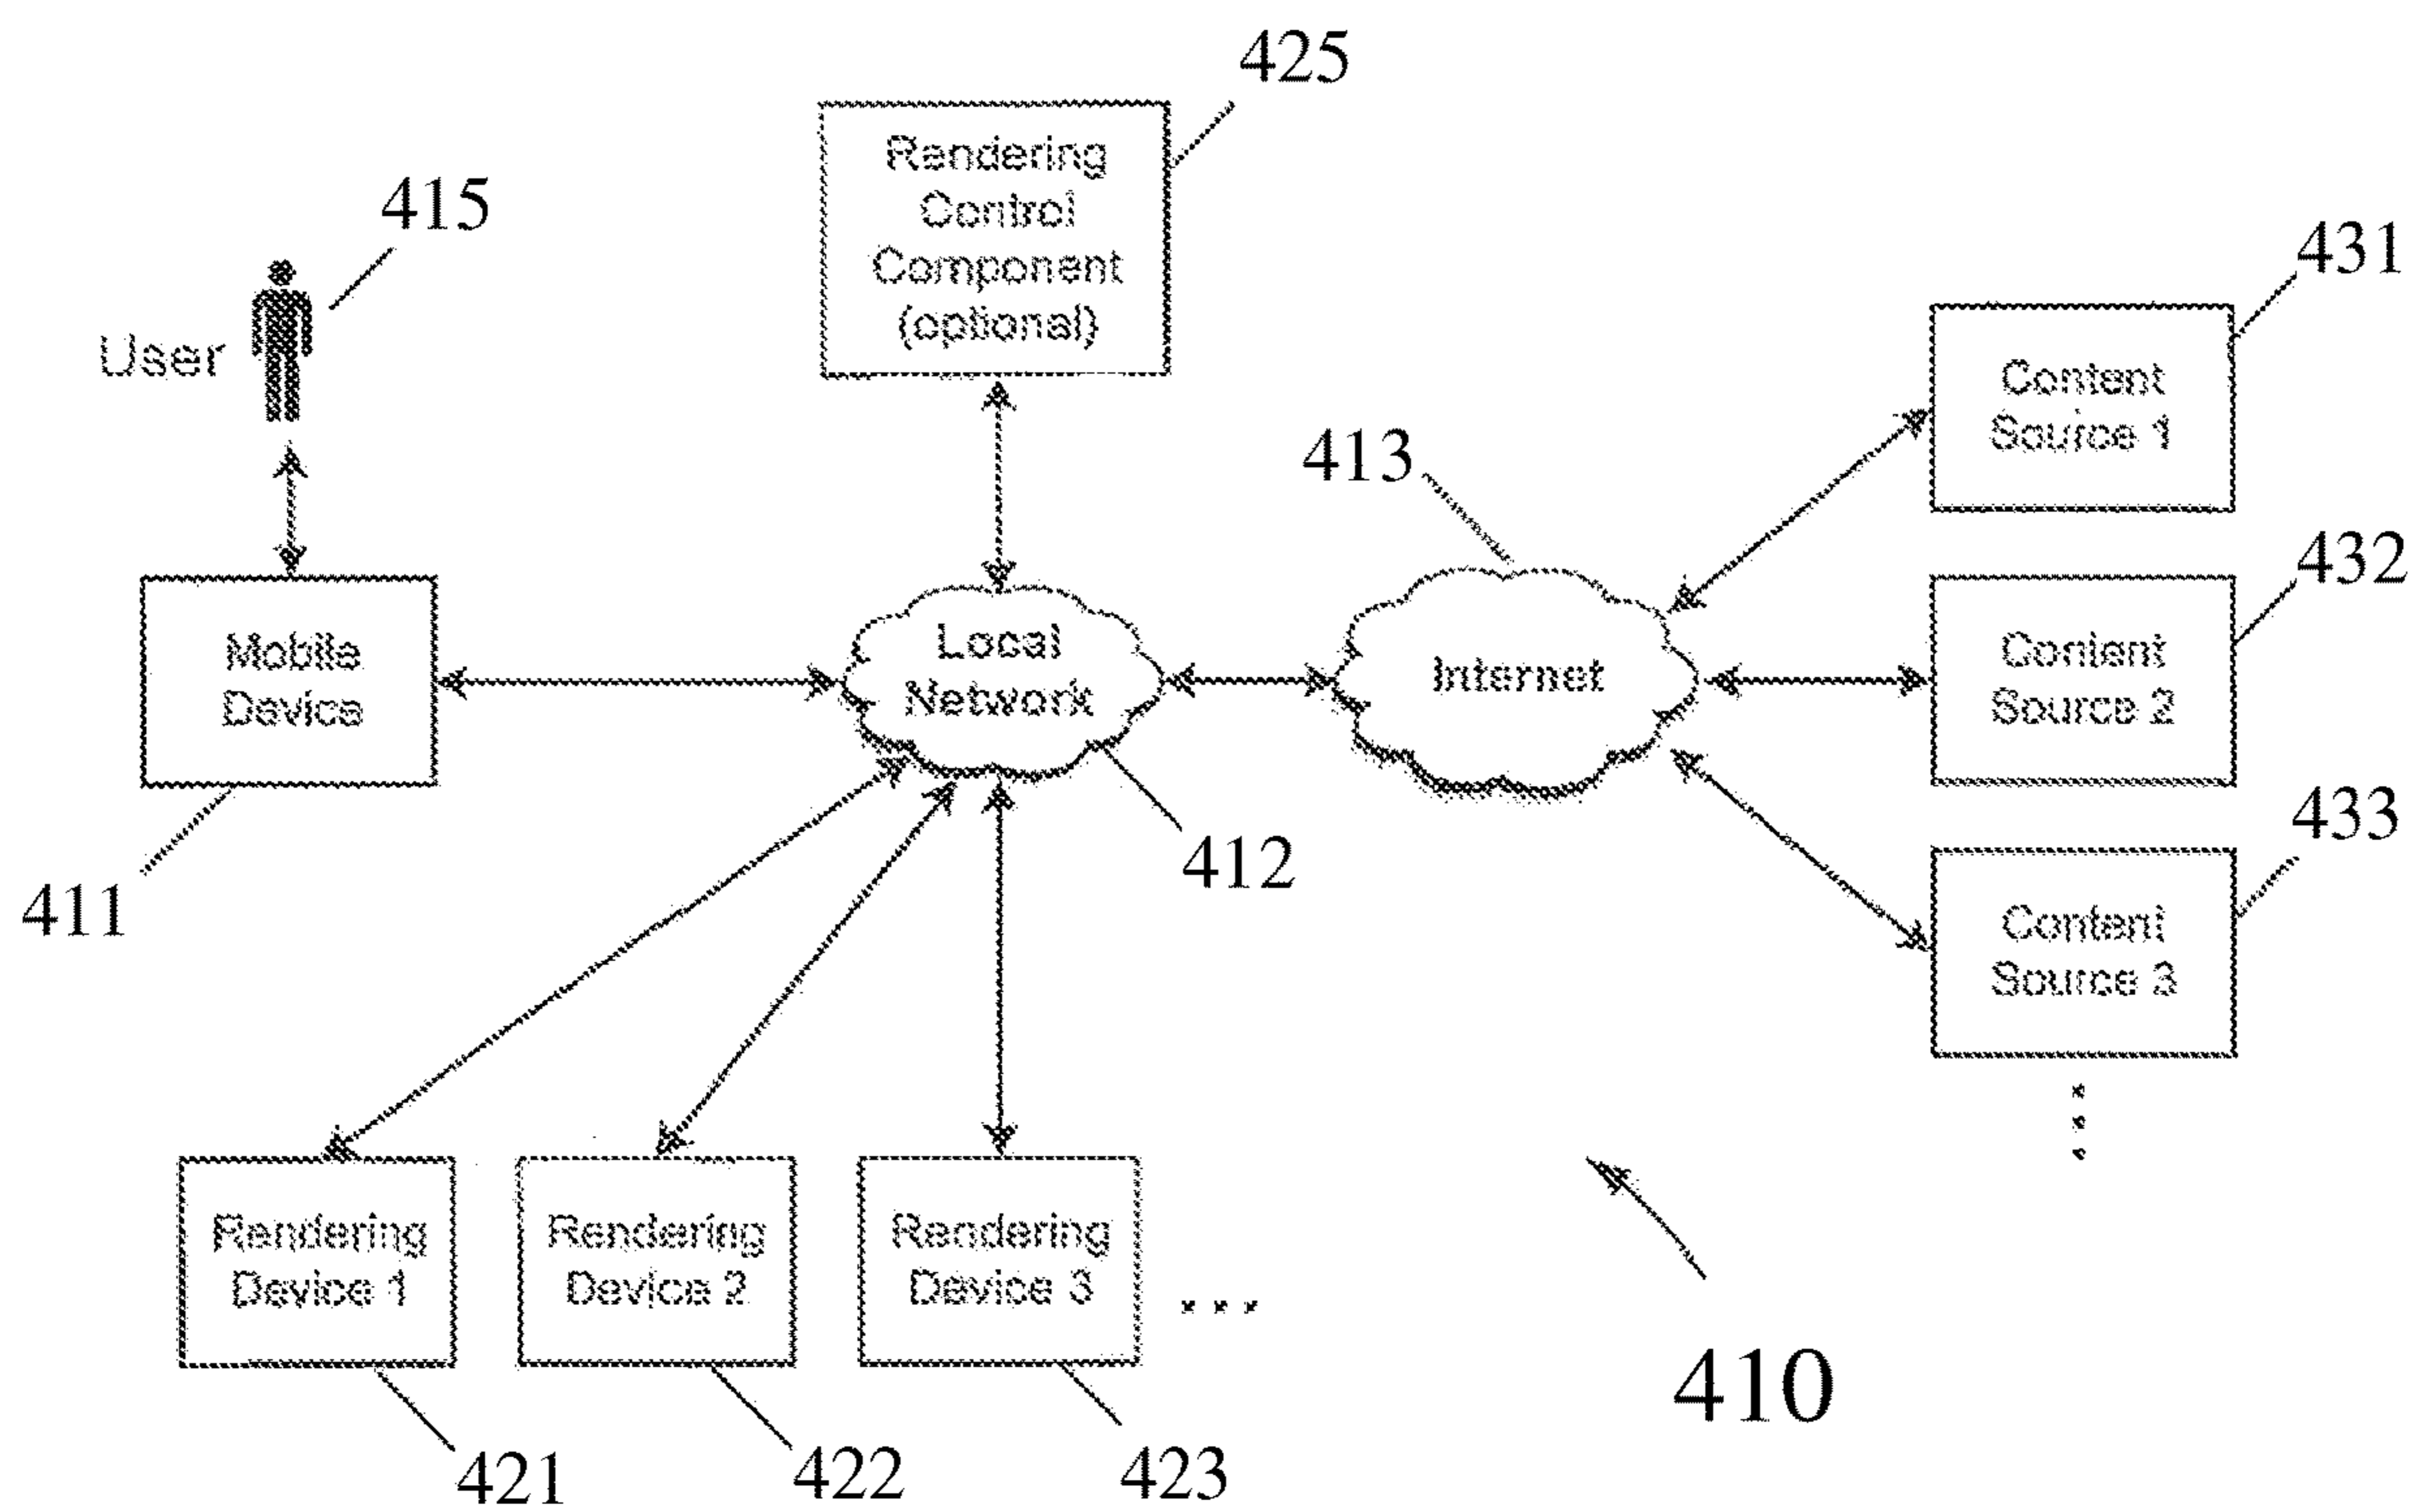 425
Rendering
Control
Component
(optional)
415
User
431
Content
Source 1
413
432
Mobile
Device
Local
Network
Internet
Content
Source 2
433
412
411
Content
Source 3
Rendering
Device 1
Rendering
Device 2
Rendering
Device 3
...
410
421
422
423